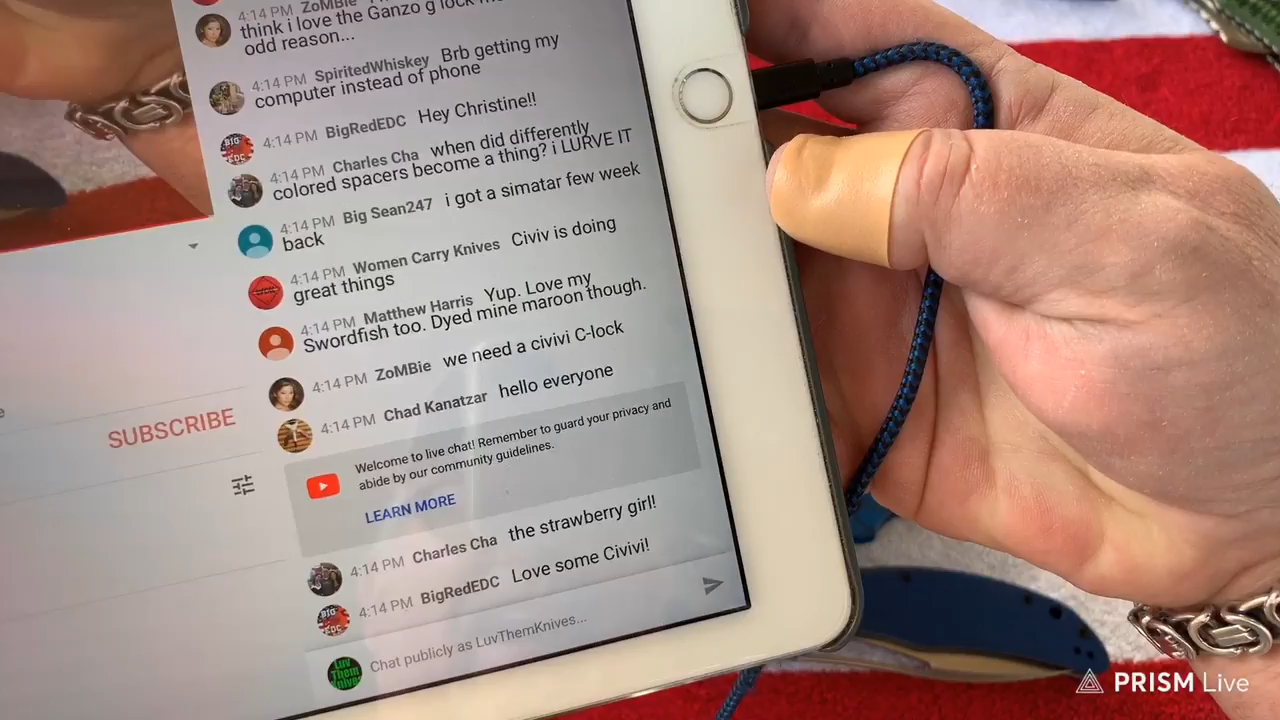 4:14 PM ZoMBie
think i love the Ganzo g lock
odd reason...
4:14 PM SpiritedWhiskey Brb getting my
computer instead of phone
4:14 PM BigRedEDC Hey Christine!!
4:14 PM Charles Cha when did differently
colored spacers become a thing? i LURVE IT
4:14 PM Big Sean247 i got a simatar few week
back
4:14 PM Women Carry Knives Civiv is doing
great things
4:14 PM Matthew Harris Yup. Love my
Swordfish too. Dyed mine maroon though.
4:14 PM ZoMBie we need a civivi C-lock
4:14 PM Chad Kanatzar hello everyone
SUBSCRIBE
Welcome to live chat! Remember to guard your privacy and
abide by our community guidelines.
LEARN MORE
4:14 PM Charles Cha the strawberry girl!
4:14 PM BigRedEDC Love some Civivi!
Chat publicly as LuvThemKnives...
BIG
EDC
Luv
Them
PRISM Live